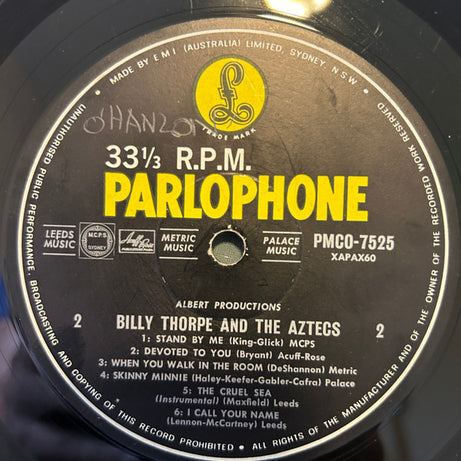 MADE BY E M I (AUSTRALIA) LIMITED, SYDNEY, N.S.W.
UNAUTHORISED PUBLIC PERFORMANCE, BROADCASTING AND COPYING OF THIS RECORD PROHIBITED • ALL RIGHTS OF THE MANUFACTURER AND OF THE OWNER OF THE RECORDED WORK RESERVED
£
TRADE MARK
33⅓ R.P.M.
PARLOPHONE
LEEDS MUSIC
M C P S SYDNEY
Acuff-Rose
METRIC MUSIC
PALACE MUSIC
PMCO-7525
XAPAX60
ALBERT PRODUCTIONS
2 BILLY THORPE AND THE AZTECS 2
1: STAND BY ME (King-Glick) MCPS
2: DEVOTED TO YOU (Bryant) Acuff-Rose
3: WHEN YOU WALK IN THE ROOM (DeShannon) Metric
4: SKINNY MINNIE (Haley-Keefer-Gabler-Cafra) Palace
5: THE CRUEL SEA
(Instrumental) (Maxfield) Leeds
6: I CALL YOUR NAME
(Lennon-McCartney) Leeds